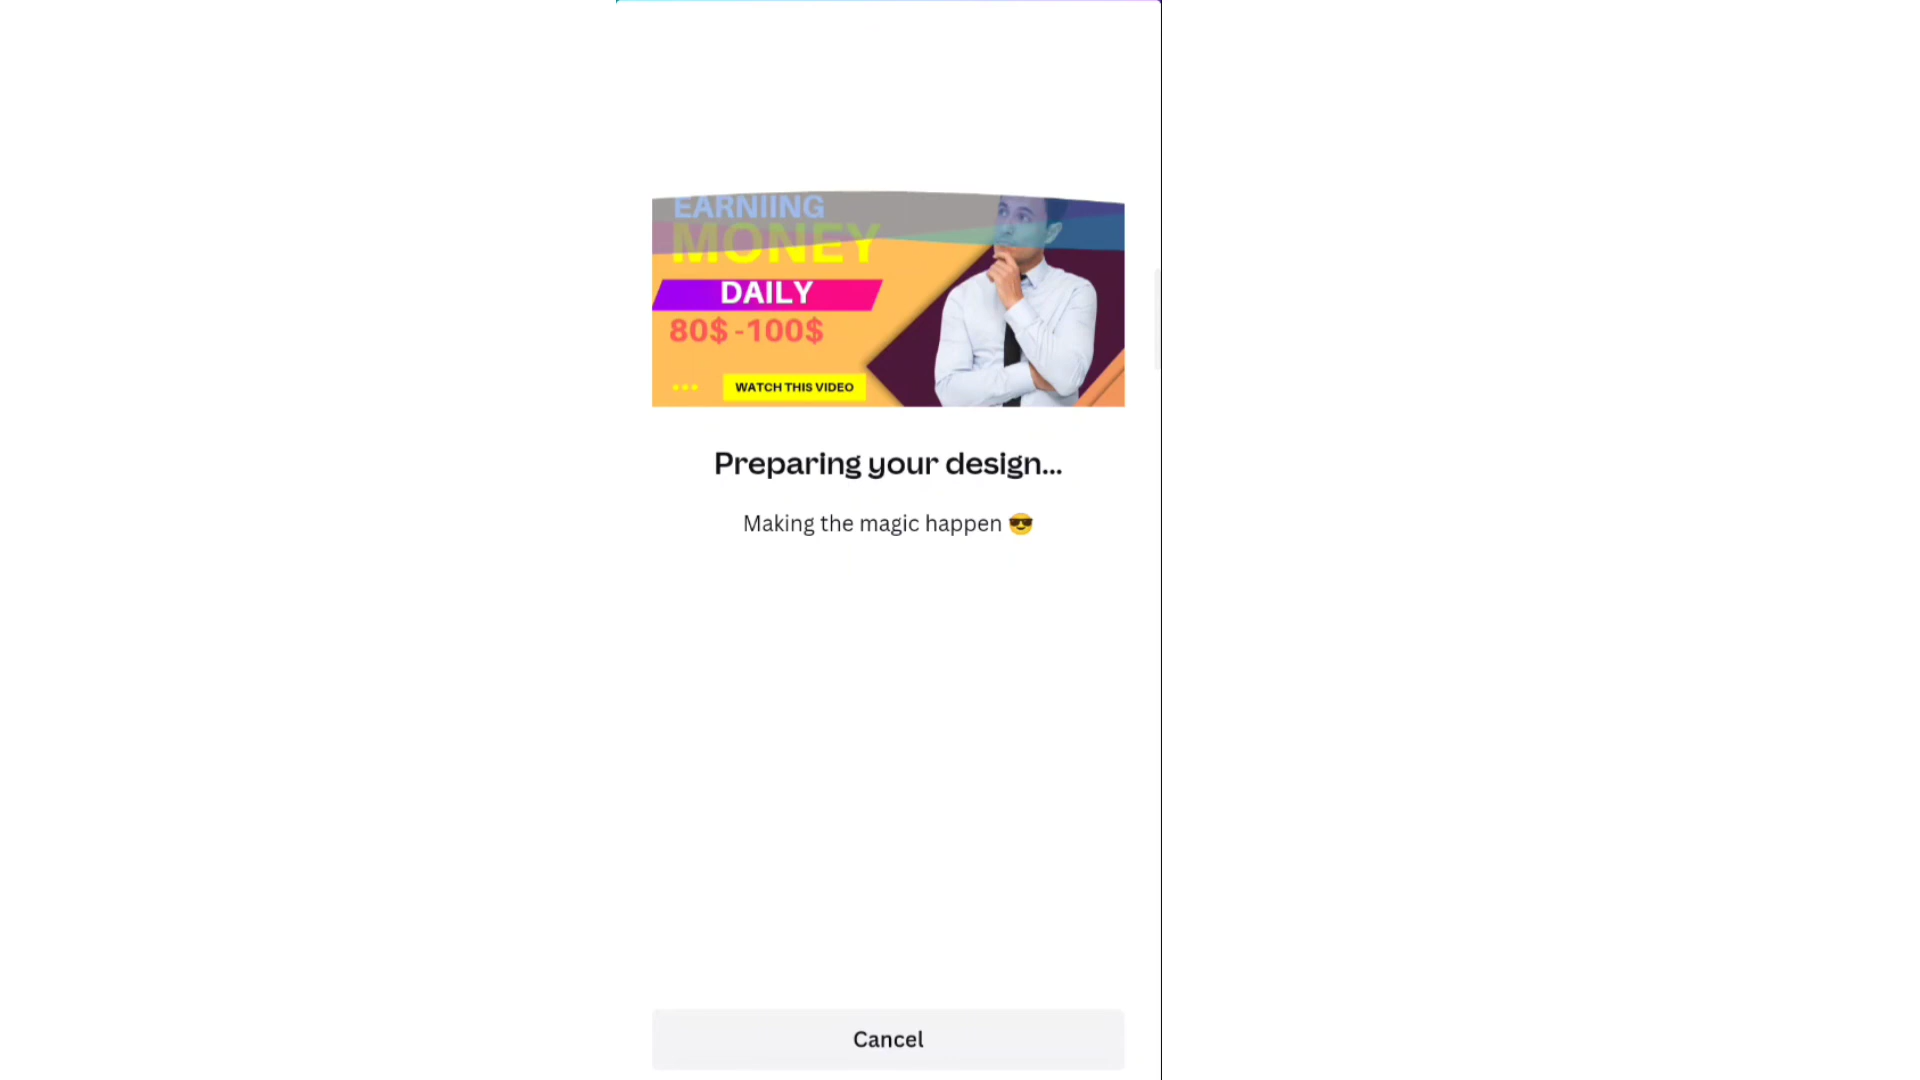 EARNIING
MONEY
DAILY
80$ -100$
WATCH THIS VIDEO
Preparing your design...
Making the magic happen 😎
Cancel